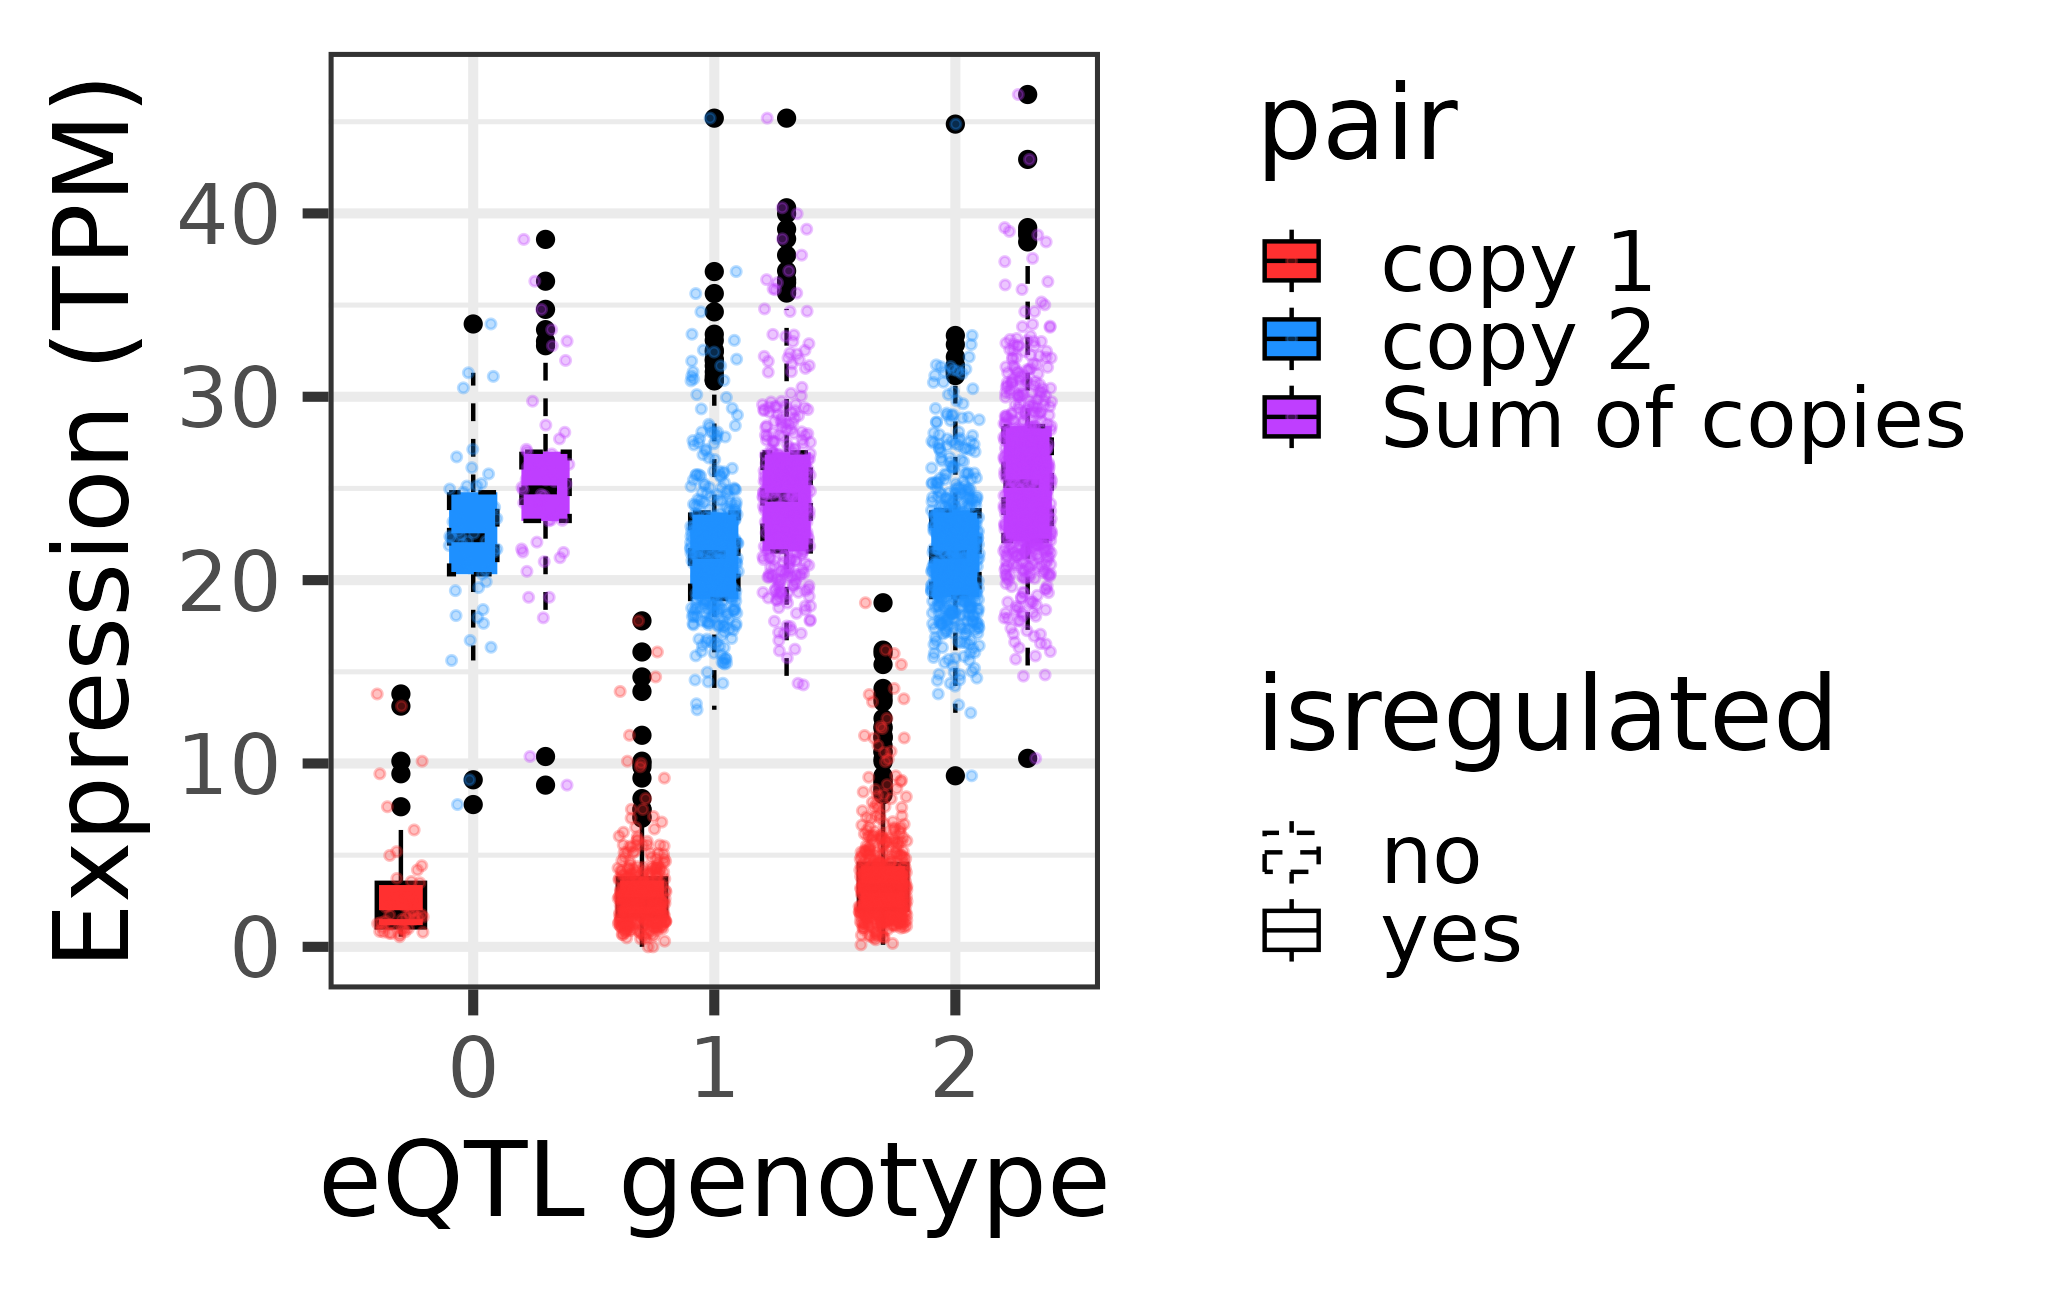 Expression (TPM)
40
30
20
10
0
0 1 2
eQTL genotype
pair
copy 1
copy 2
Sum of copies
isregulated
no
yes